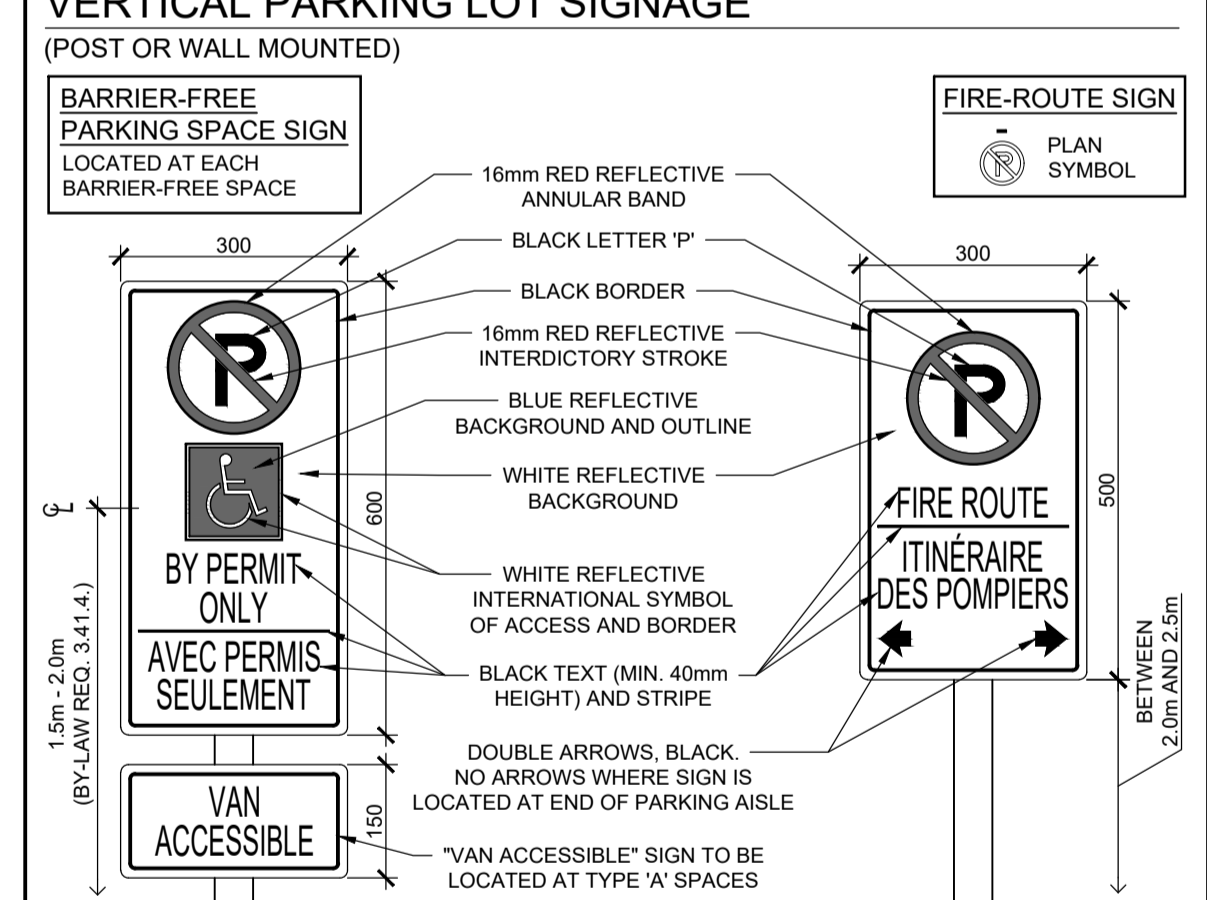 VERTICAL PARKING LOT SIGNAGE
(POST OR WALL MOUNTED)
BARRIER-FREE
PARKING SPACE SIGN
LOCATED AT EACH
BARRIER-FREE SPACE
FIRE-ROUTE SIGN
P
PLAN
SYMBOL
16mm RED REFLECTIVE
ANNULAR BAND
BLACK LETTER 'P'
BLACK BORDER
16mm RED REFLECTIVE
INTERDICTORY STROKE
BLUE REFLECTIVE
BACKGROUND AND OUTLINE
WHITE REFLECTIVE
BACKGROUND
WHITE REFLECTIVE
INTERNATIONAL SYMBOL
OF ACCESS AND BORDER
BLACK TEXT (MIN. 40mm
HEIGHT) AND STRIPE
DOUBLE ARROWS, BLACK.
NO ARROWS WHERE SIGN IS
LOCATED AT END OF PARKING AISLE
"VAN ACCESSIBLE" SIGN TO BE
LOCATED AT TYPE 'A' SPACES
300
P
BY PERMIT
ONLY
AVEC PERMIS
SEULEMENT
600
VAN
ACCESSIBLE
150
CL
1.5m - 2.0m
(BY-LAW REQ. 3.41.4.)
300
P
FIRE ROUTE
ITINÉRAIRE
DES POMPIERS
500
BETWEEN
2.0m AND 2.5m